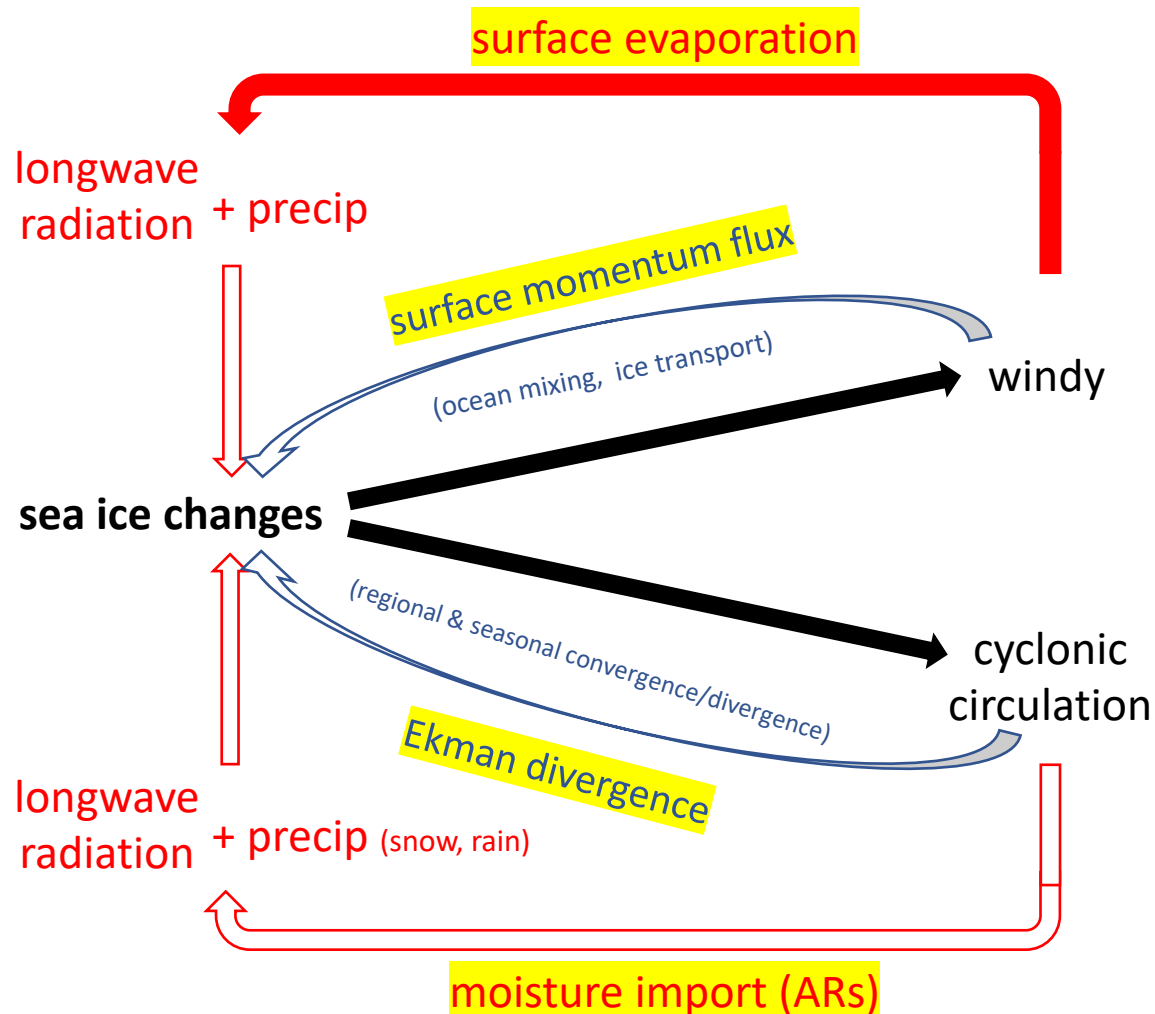 surface evaporation
longwave
radiation + precip
surface momentum flux
(ocean mixing, ice transport)
windy
sea ice changes
(regional & seasonal convergence/divergence)
cyclonic
circulation
Ekman divergence
longwave
radiation + precip (snow, rain)
moisture import (ARs)